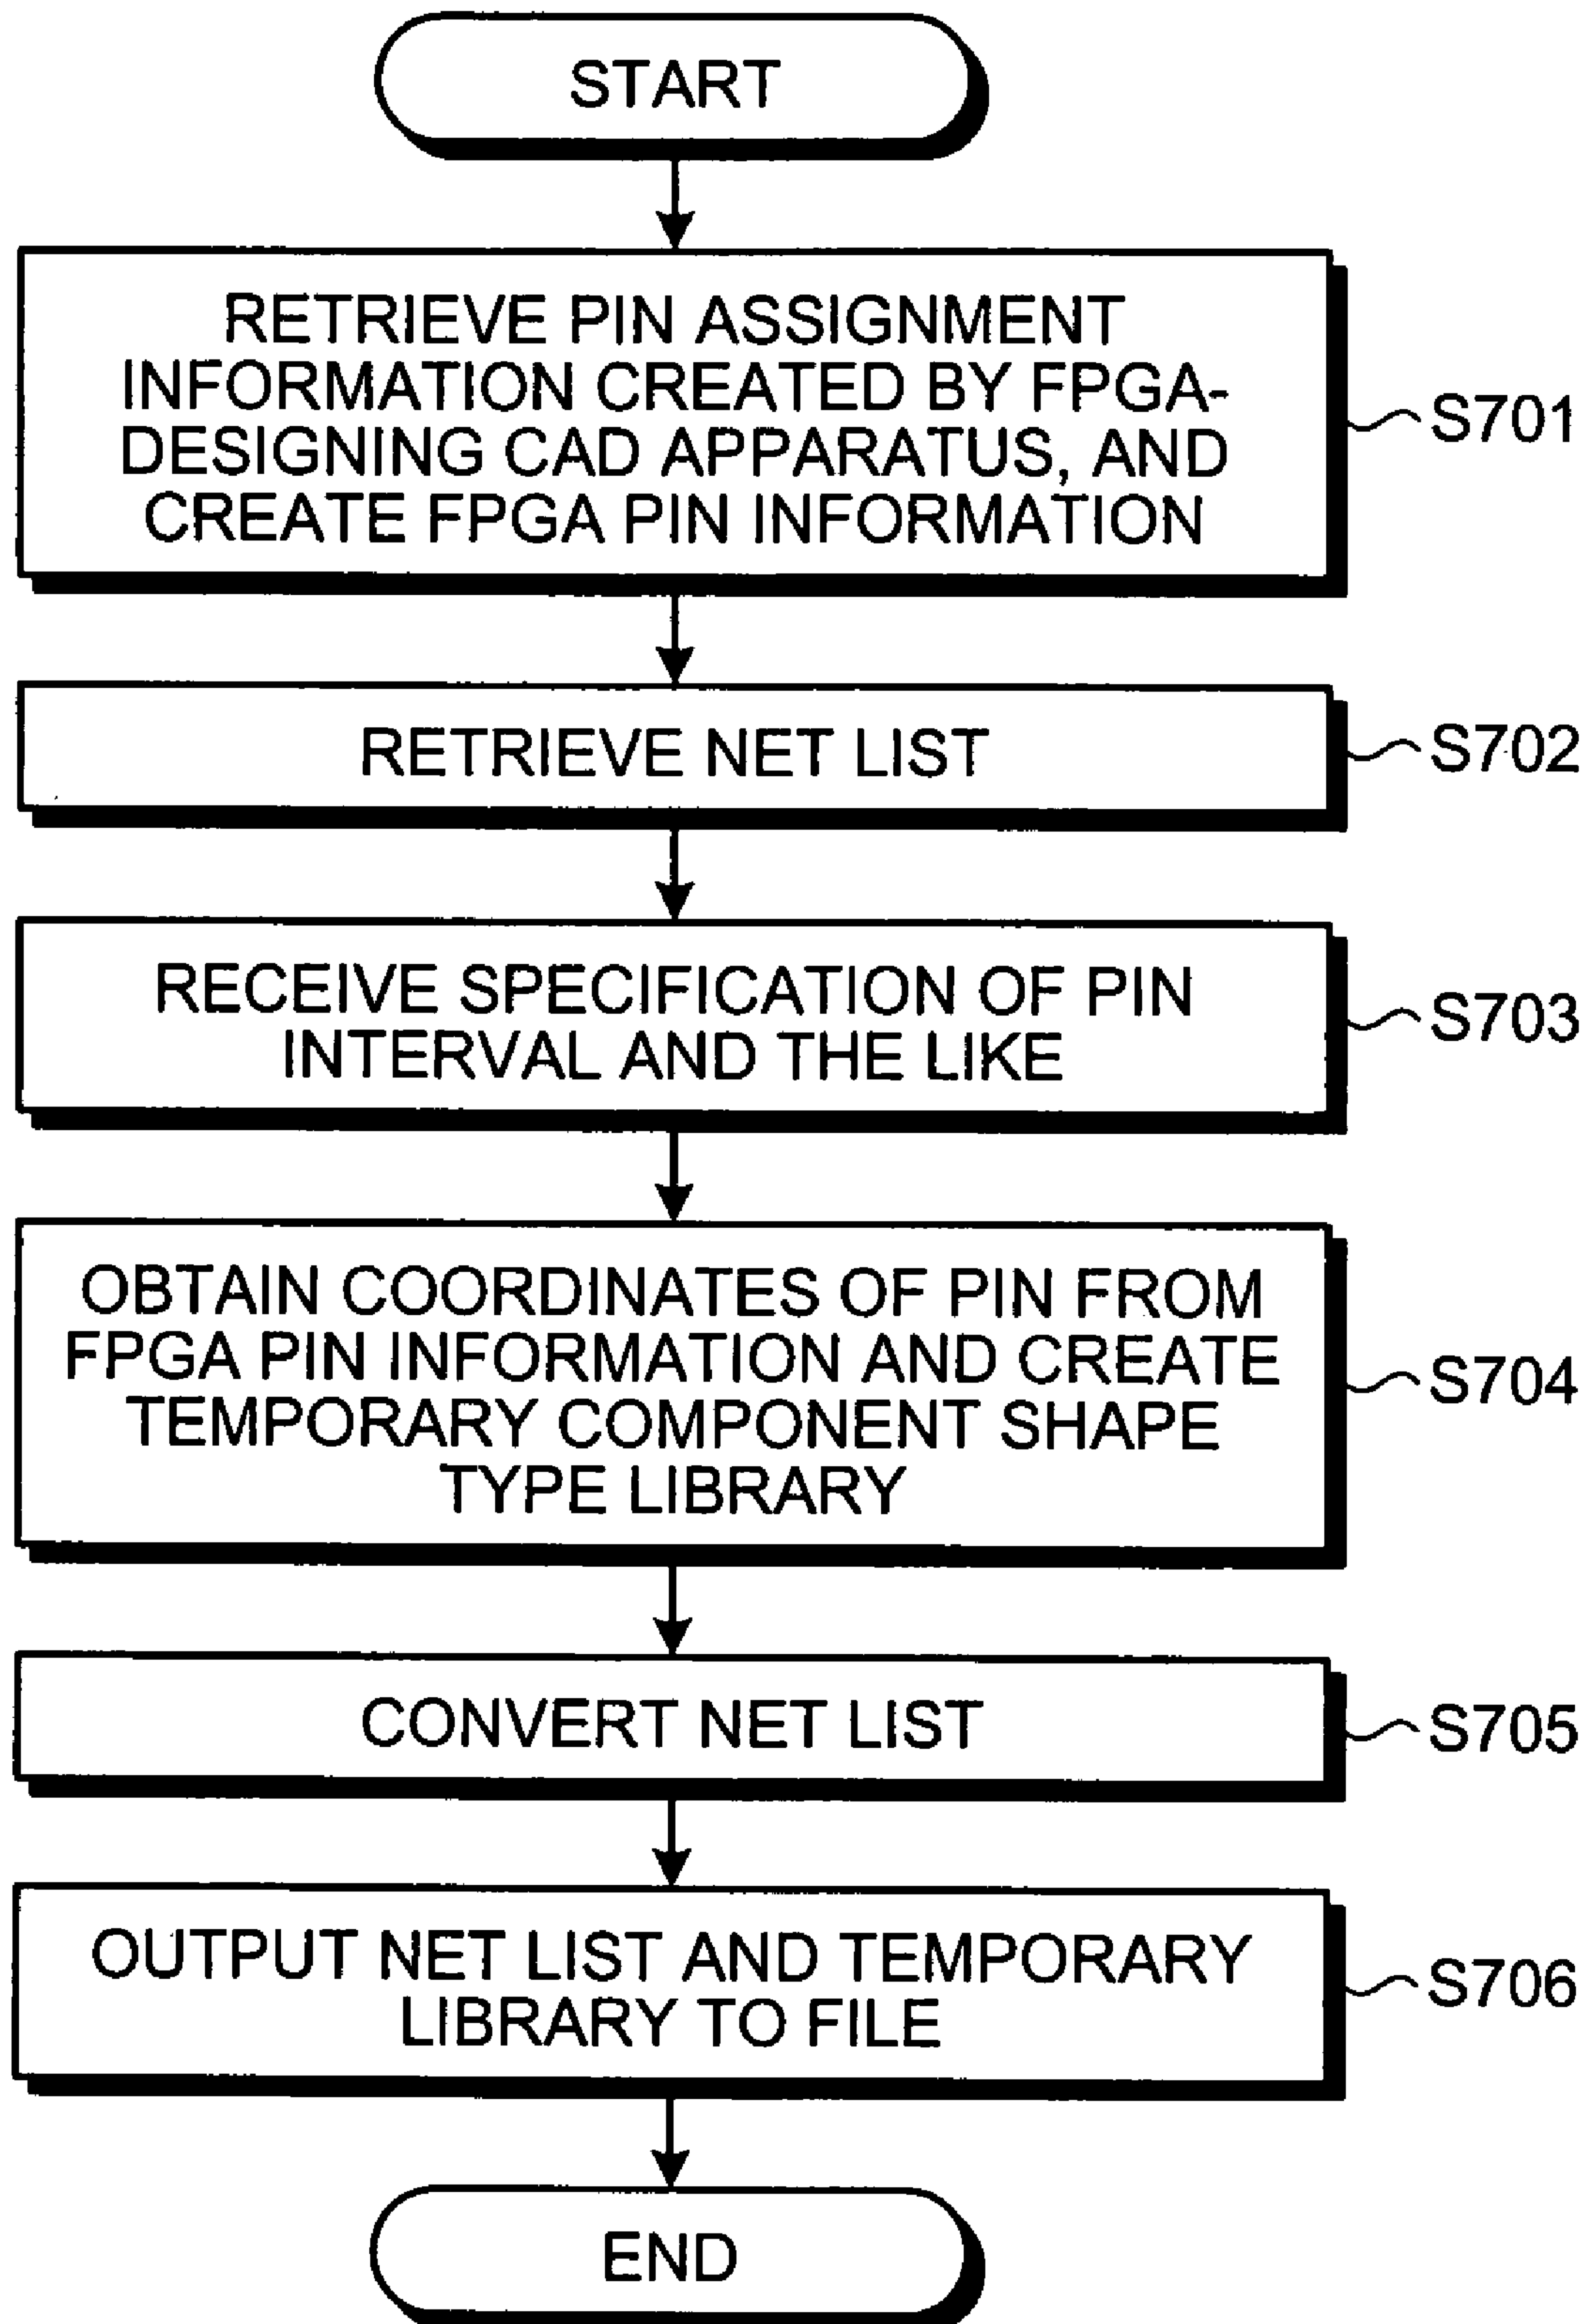 START
RETRIEVE PIN ASSIGNMENT
INFORMATION CREATED BY FPGA-
DESIGNING CAD APPARATUS, AND
CREATE FPGA PIN INFORMATION
S701
RETRIEVE NET LIST
S702
RECEIVE SPECIFICATION OF PIN
INTERVAL AND THE LIKE
S703
OBTAIN COORDINATES OF PIN FROM
FPGA PIN INFORMATION AND CREATE
TEMPORARY COMPONENT SHAPE
TYPE LIBRARY
S704
CONVERT NET LIST
S705
OUTPUT NET LIST AND TEMPORARY
LIBRARY TO FILE
S706
END